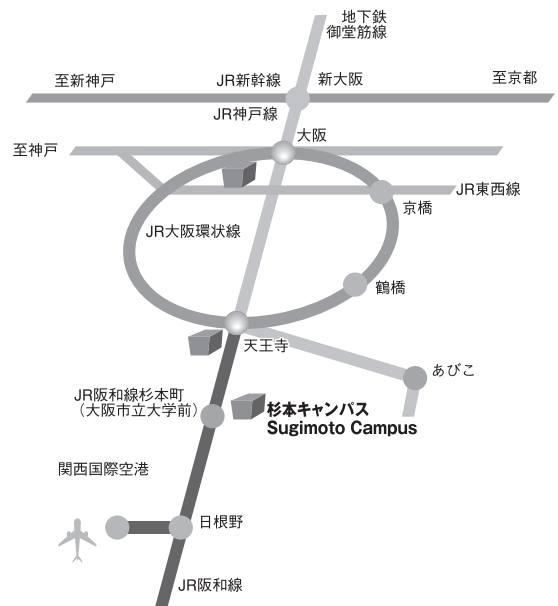 地下鉄
御堂筋線
至新神戸
JR新幹線
新大阪
至京都
JR神戸線
大阪
至神戸
JR東西線
京橋
JR大阪環状線
鶴橋
天王寺
あびこ
JR阪和線杉本町
（大阪市立大学前）
杉本キャンパス
Sugimoto Campus
関西国際空港
日根野
JR阪和線